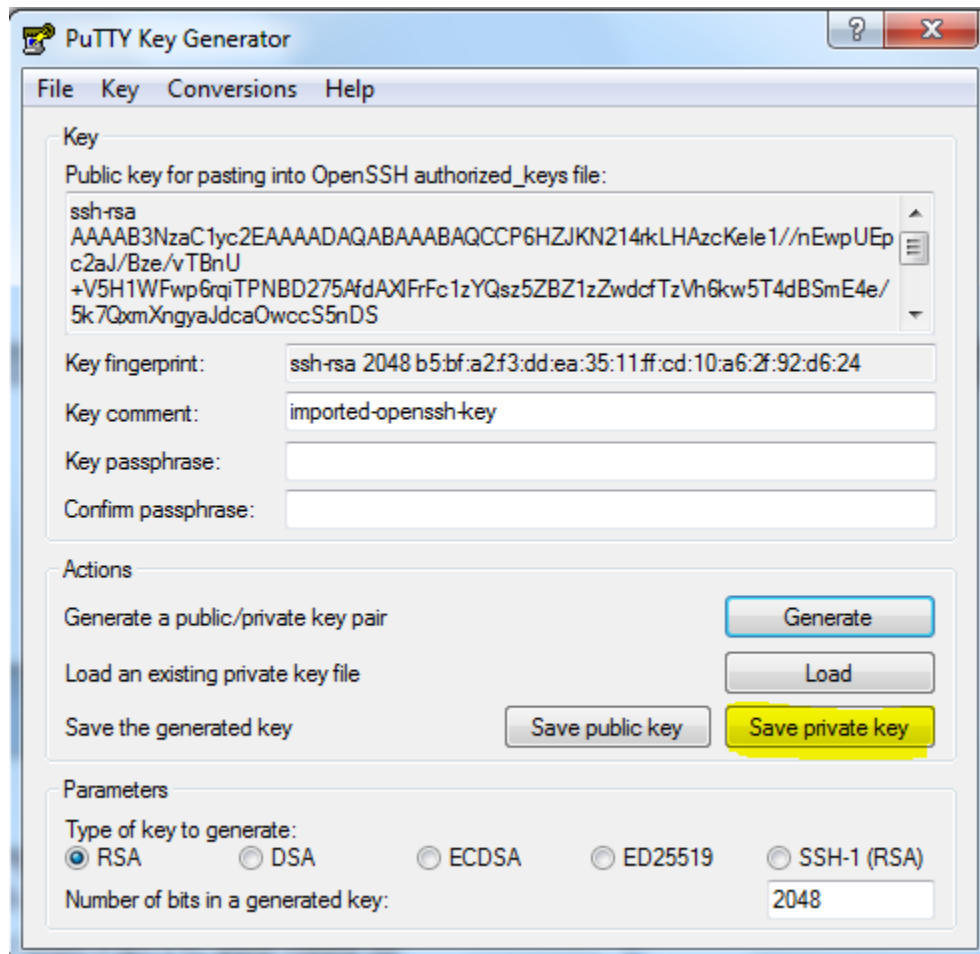 PuTTY Key Generator
File Key Conversions Help
Key
Public key for pasting into OpenSSH authorized_keys file:
ssh-rsa
AAAAB3NzaC1yc2EAAAADAQABAAABAQCCP6HZJKN214rkLHAzcKele1//nEwpUEp
c2aJ/Bze/vTBnU
+V5H1WFwp6rqiTPNBD275AfdAXlFrFc1zYQsz5ZBZ1zZwdcfTzVh6kw5T4dBSmE4e/
5k7QxmXngyaJdcaOwccS5nDS
Key fingerprint: ssh-rsa 2048 b5:bf:a2:f3:dd:ea:35:11:ff:cd:10:a6:2f:92:d6:24
Key comment: imported-openssh-key
Key passphrase:
Confirm passphrase:
Actions
Generate a public/private key pair Generate
Load an existing private key file Load
Save the generated key Save public key Save private key
Parameters
Type of key to generate:
RSA DSA ECDSA ED25519 SSH-1 (RSA)
Number of bits in a generated key: 2048